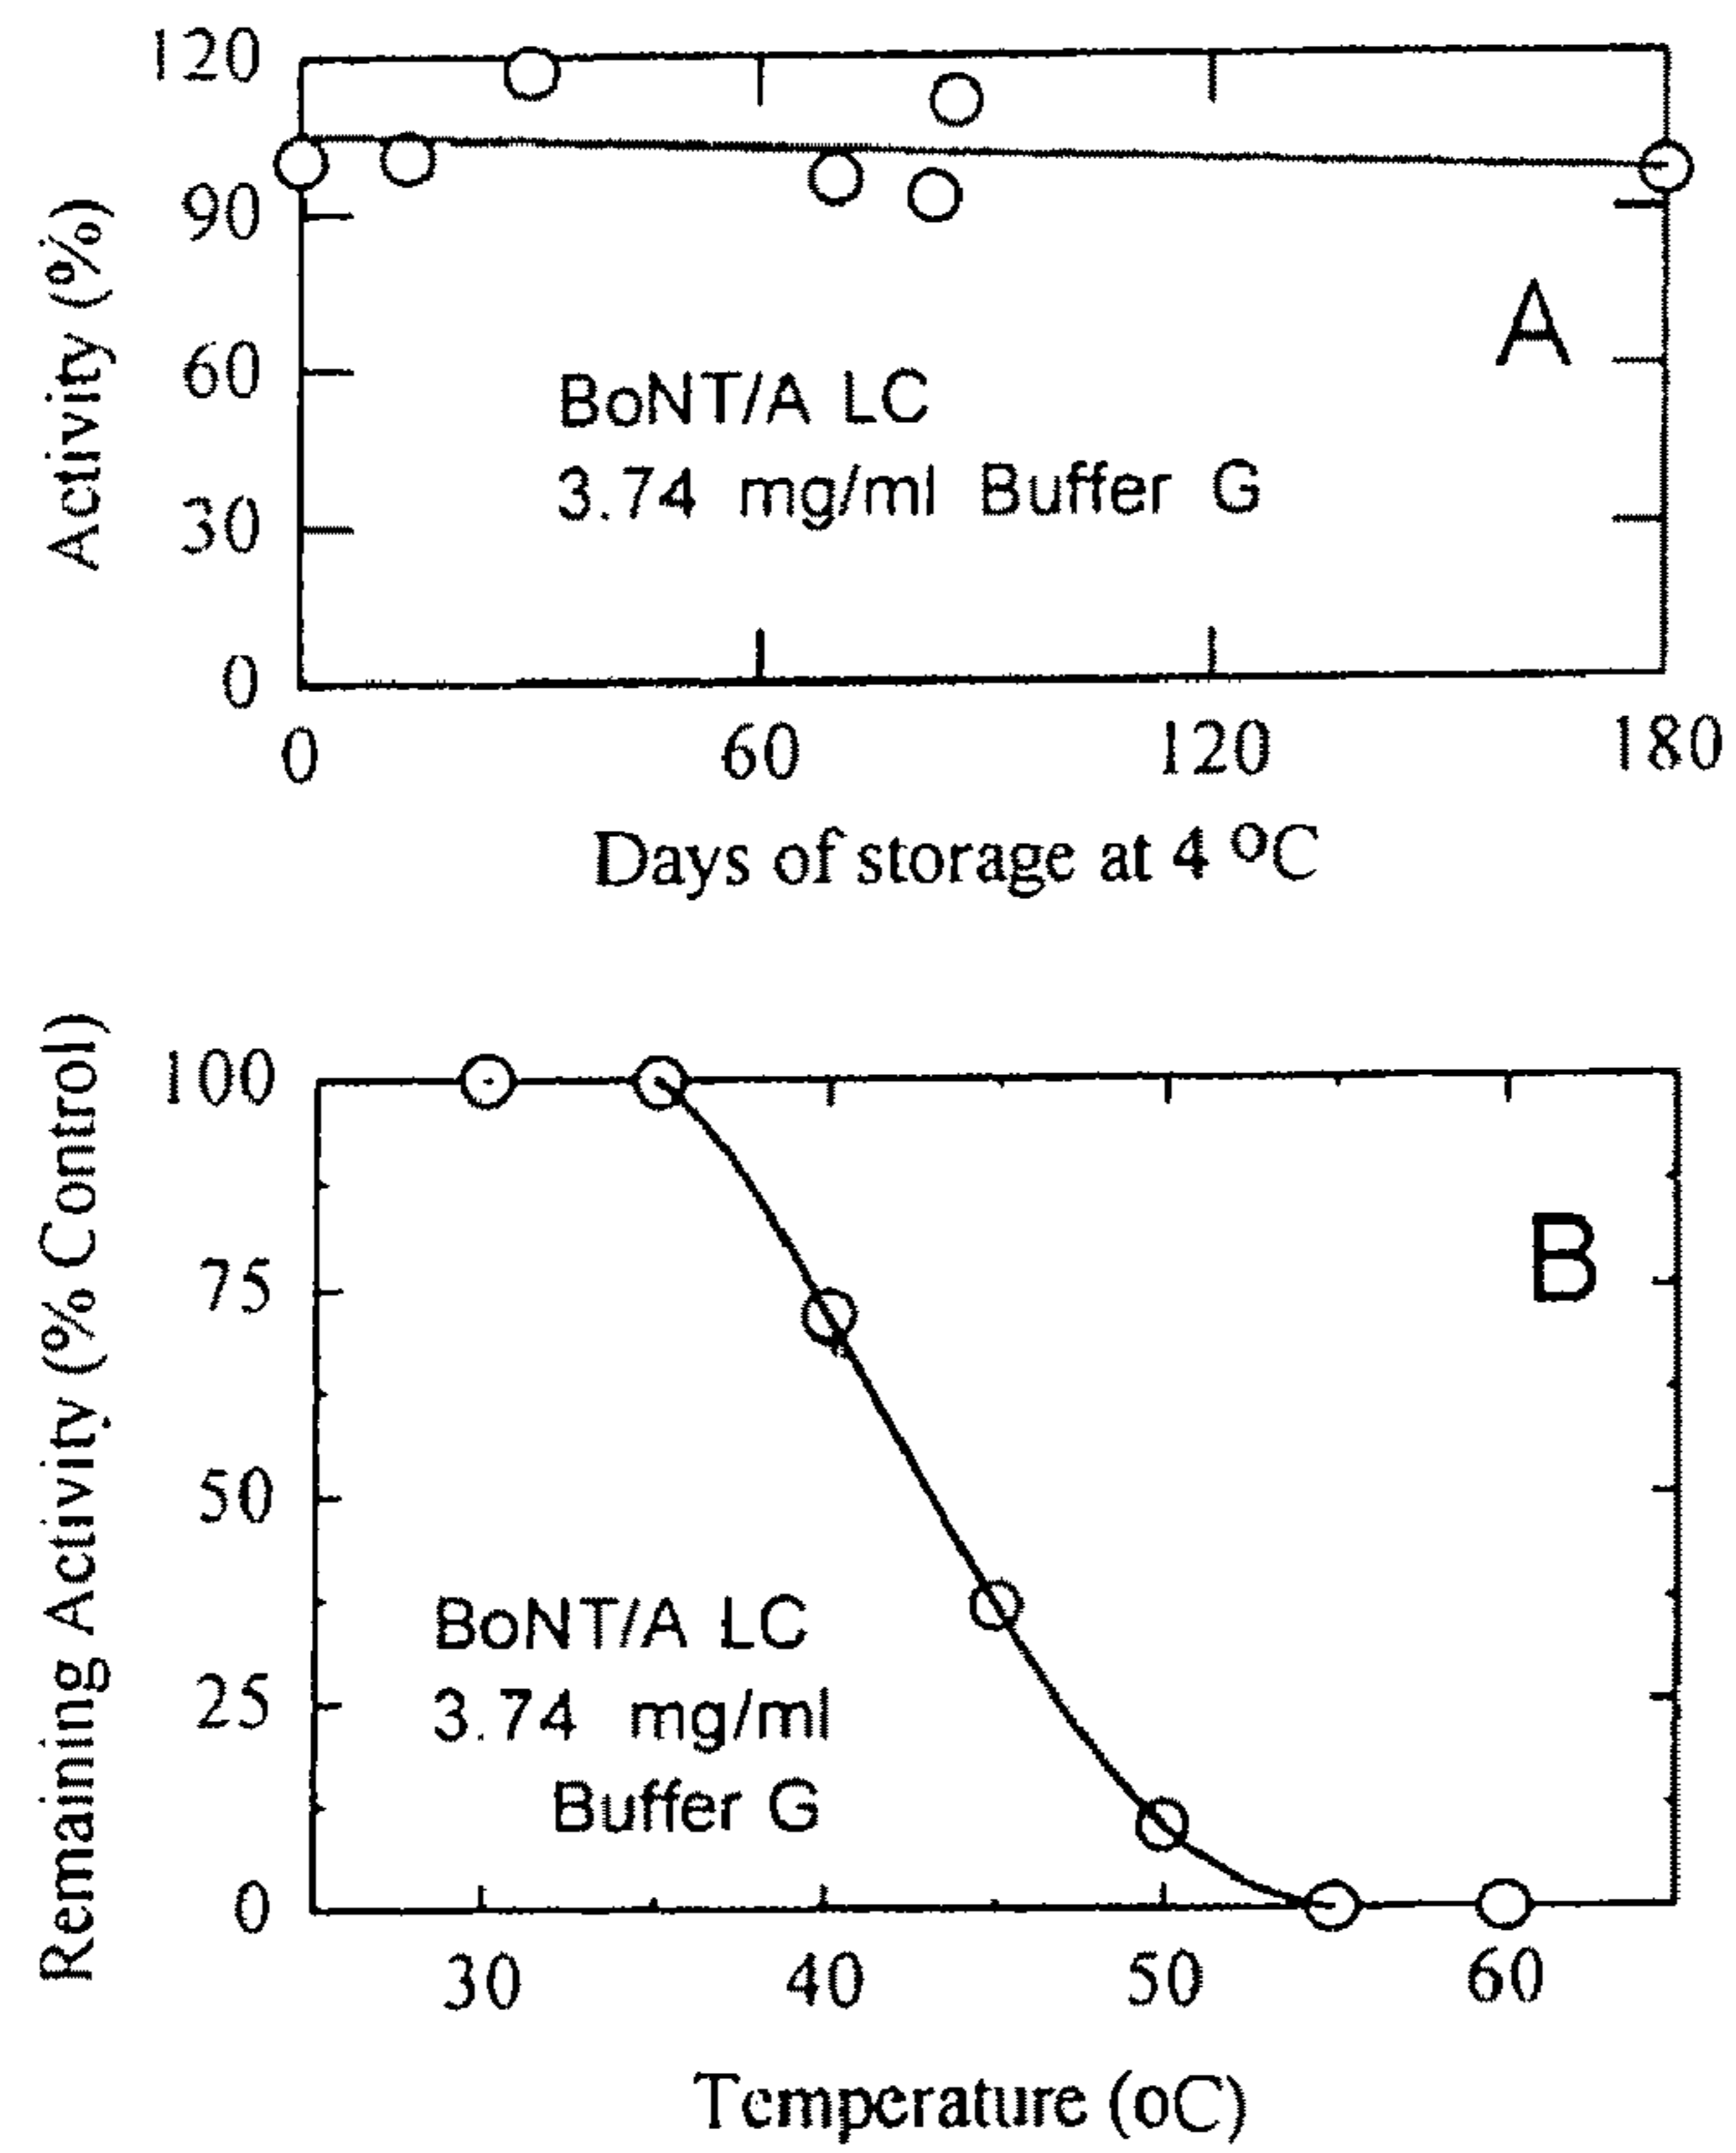 120
90
60
30
0
Activity (%)
A
BoNT/A LC
3.74 mg/ml Buffer G
0 60 120 180
Days of storage at 4 ºC
100
75
50
25
0
Remaining Activity (% Control)
B
BoNT/A LC
3.74 mg/ml
Buffer G
30 40 50 60
Temperature (oC)